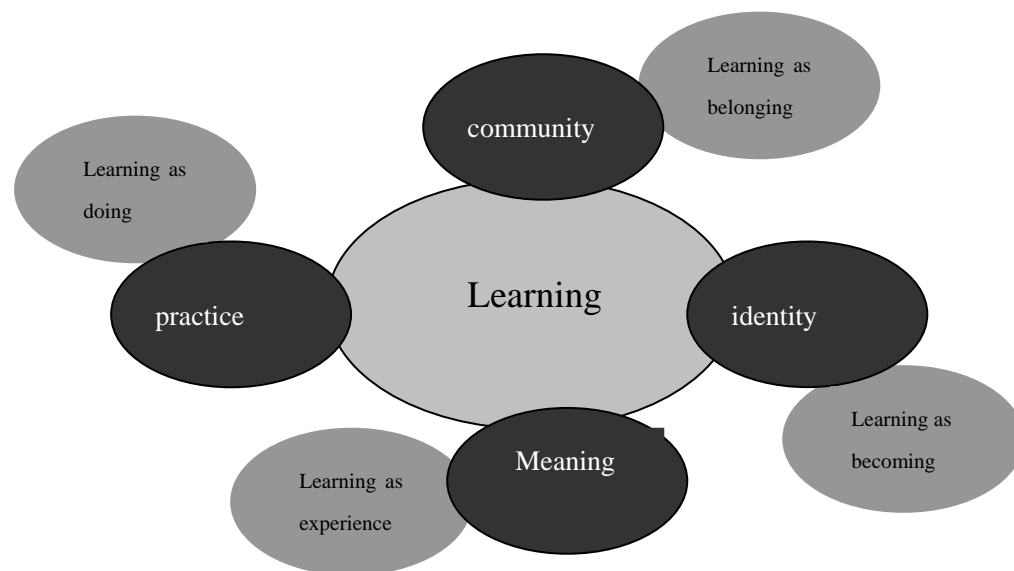 Learning as
belonging
community
Learning as
doing
Learning
practice
identity
Learning as
becoming
Meaning
Learning as
experience